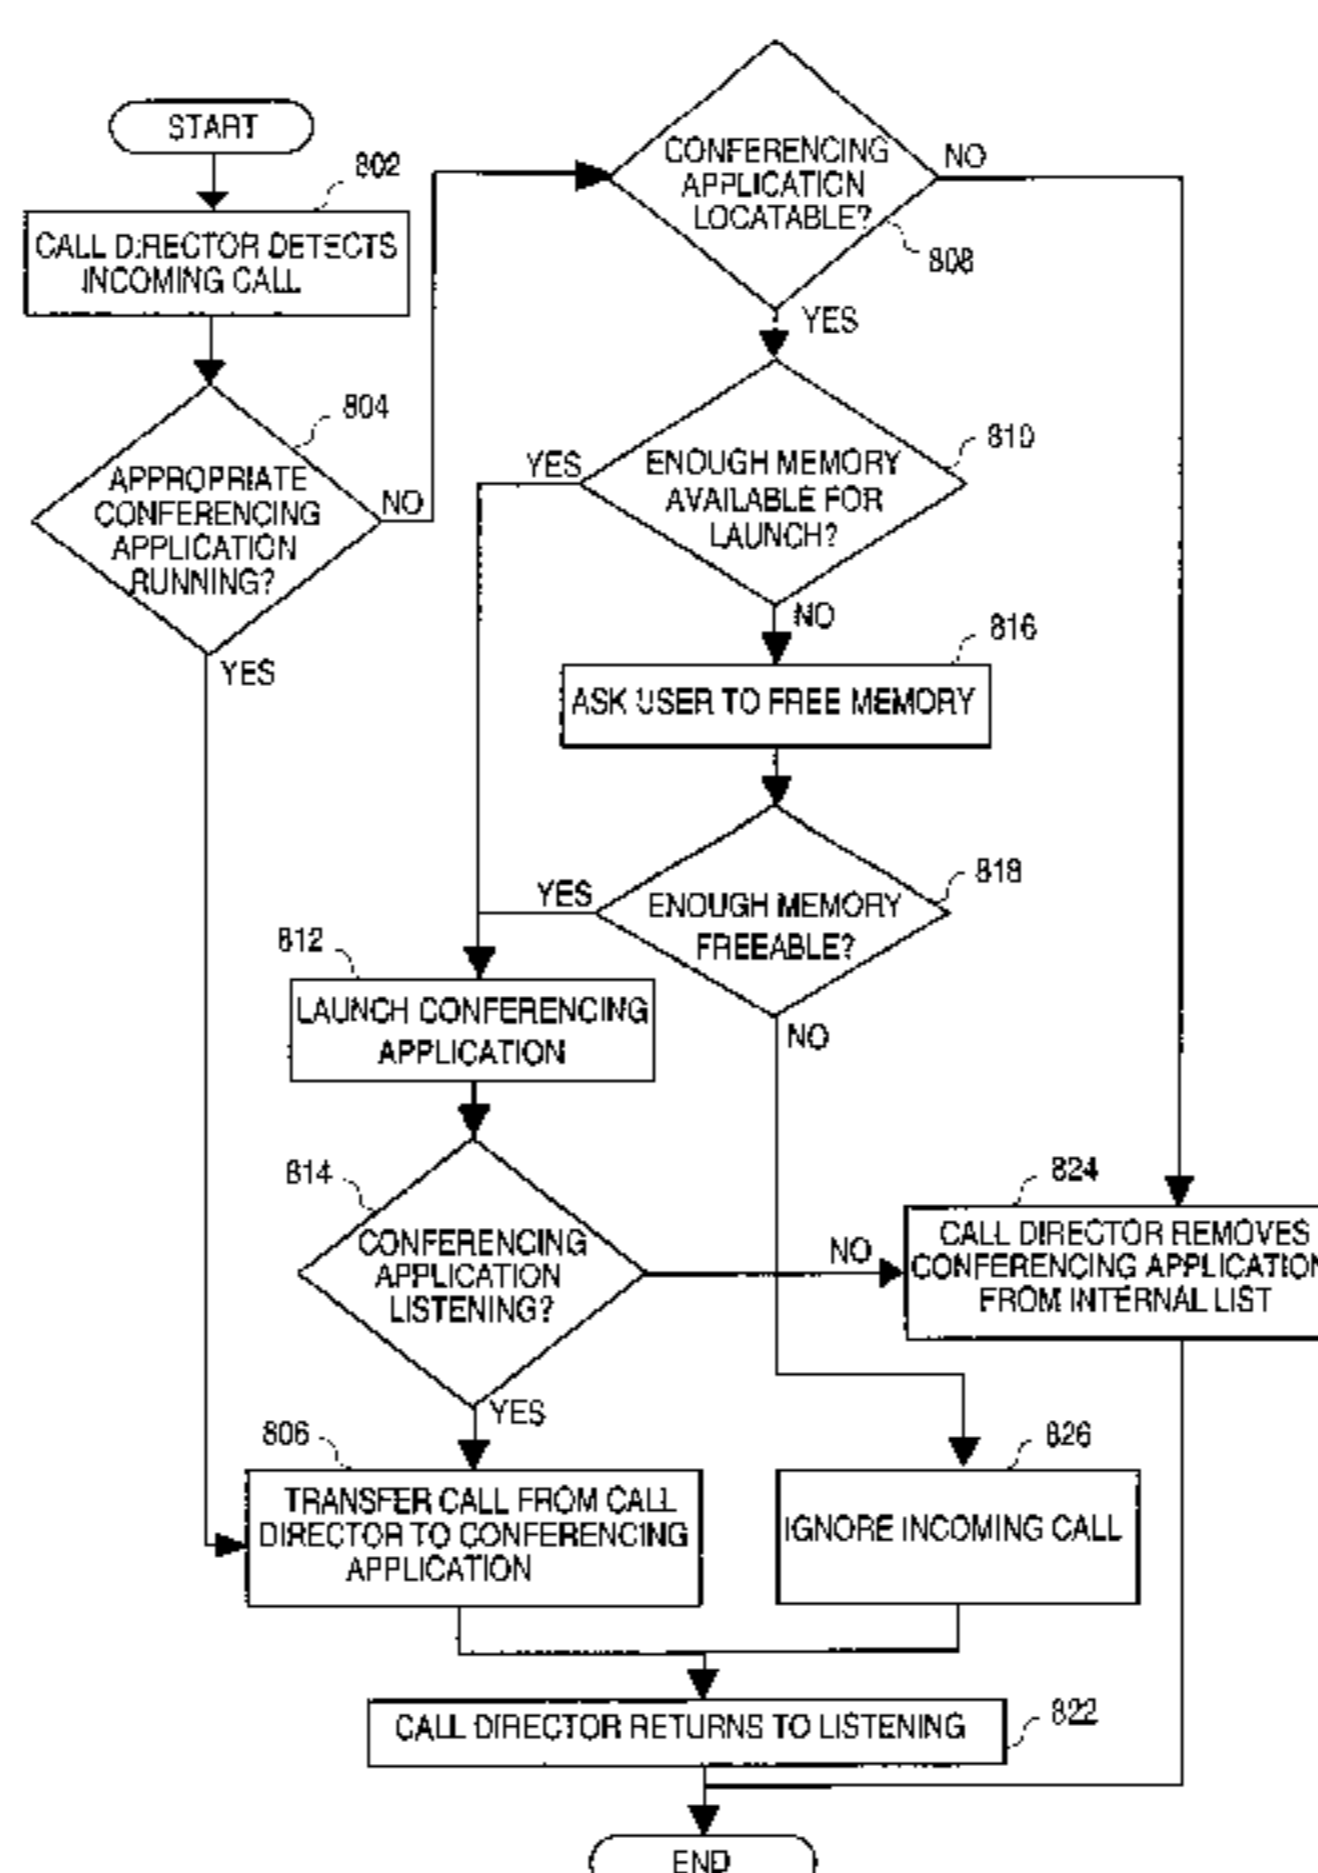 START
802
CALL DIRECTOR DETECTS
INCOMING CALL
804
APPROPRIATE
CONFERENCING
APPLICATION
RUNNING?
NO
YES
CONFERENCING
APPLICATION
LOCATABLE?
NO
808
YES
810
ENOUGH MEMORY
AVAILABLE FOR
LAUNCH?
YES
NO
816
ASK USER TO FREE MEMORY
818
ENOUGH MEMORY
FREEABLE?
YES
NO
812
LAUNCH CONFERENCING
APPLICATION
814
CONFERENCING
APPLICATION
LISTENING?
NO
YES
824
CALL DIRECTOR REMOVES
CONFERENCING APPLICATION
FROM INTERNAL LIST
806
TRANSFER CALL FROM CALL
DIRECTOR TO CONFERENCING
APPLICATION
826
IGNORE INCOMING CALL
CALL DIRECTOR RETURNS TO LISTENING
822
END